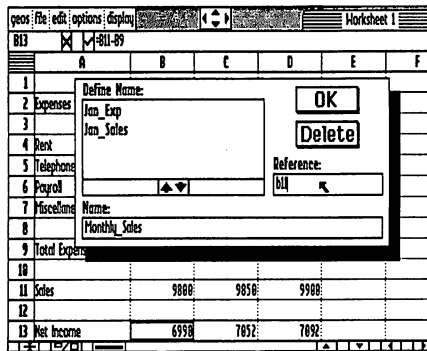 geos file edit options display Worksheet 1
B13 =B11-B9
A B C D E F
1
2 Expenses
3
4 Rent
5 Telephone
6 Payroll
7 Miscellane
8
9 Total Expens
10
11 Sales 9800 9850 9900
12
13 Net Income 6990 7052 7092
Define Name:
Jan_Exp
Jan_Sales
OK
Delete
Reference:
b11
Name:
Monthly_Sales